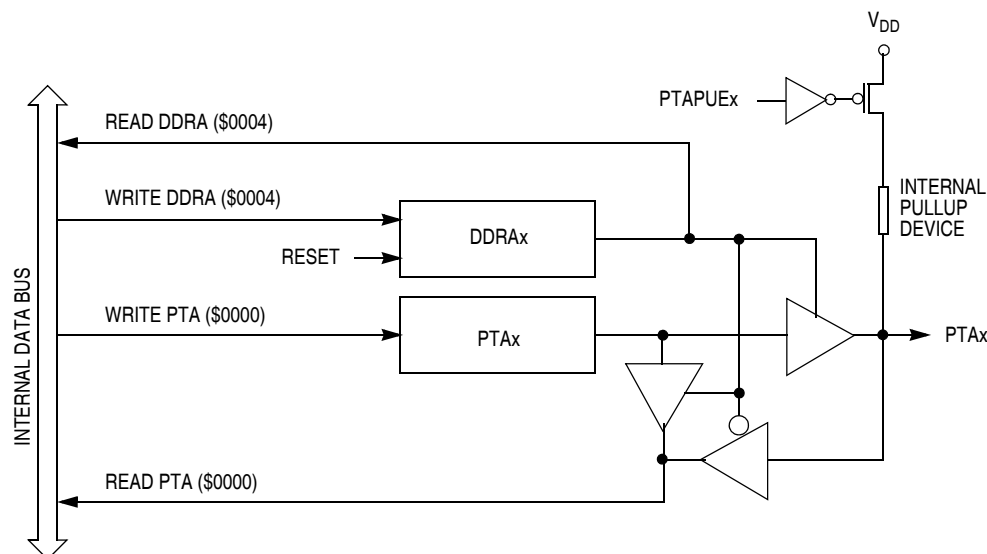 VDD
PTAPUEx
READ DDRA ($0004)
INTERNAL
PULLUP
DEVICE
WRITE DDRA ($0004)
DDRAx
RESET
WRITE PTA ($0000)
PTAx
PTAx
INTERNAL DATA BUS
READ PTA ($0000)